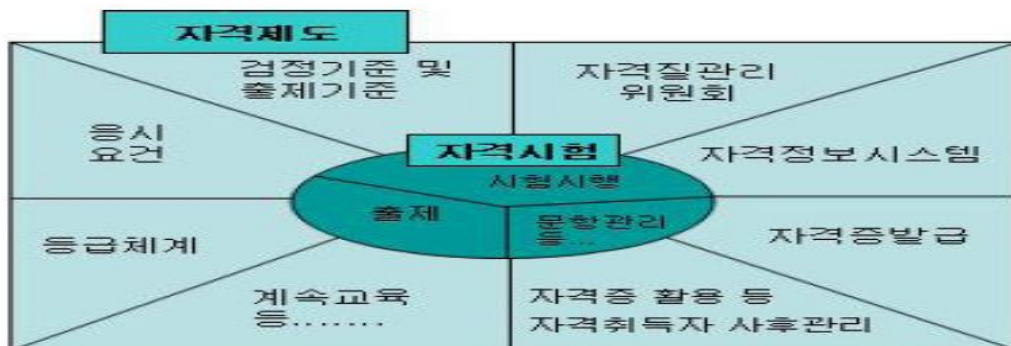 자격제도
검정기준 및
출제기준
자격질관리
위원회
응시
요건
자격시험
자격정보시스템
시험시행
출제
문항관리
등...
등급체계
자격증발급
계속교육
등.......
자격증 활용 등
자격취득자 사후관리